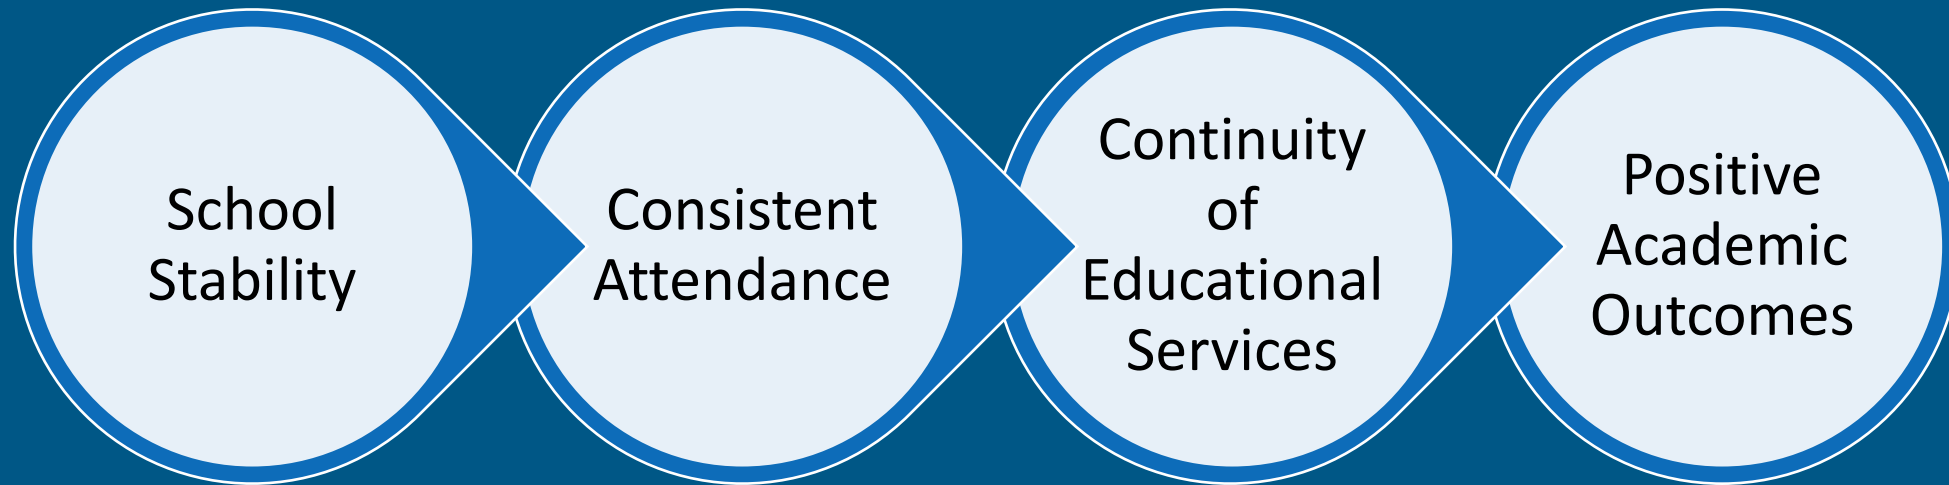 School
Stability
Consistent
Attendance
Continuity
of
Educational
Services
Positive
Academic
Outcomes